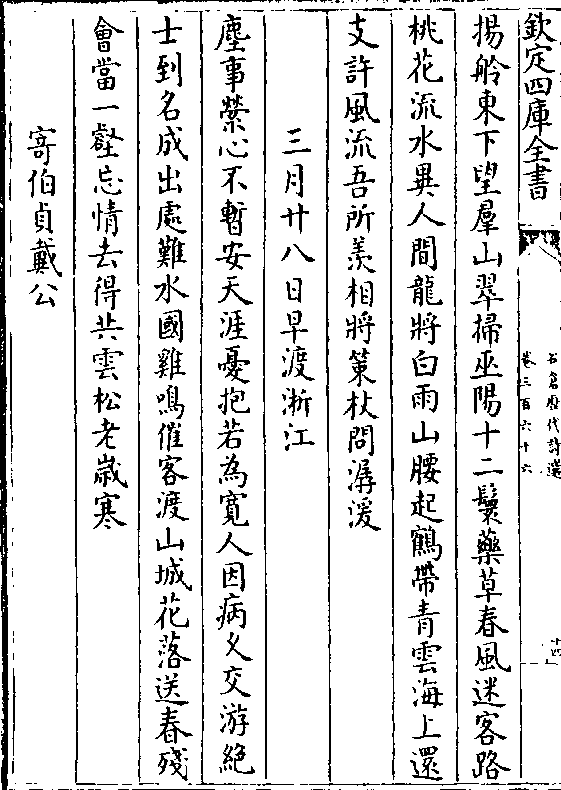 欽定四庫全書
石倉歷代詩選
卷三百六十六
十四
揚舲東下望羣山翠掃巫陽十二鬟藥草春風迷客路
桃花流水異人間龍將白雨山腰起鶴帶青雲海上還
支許風流吾所羨相將策杖問潺湲
三月廿八日早渡浙江
塵事縈心不暫安天涯憂抱若為寛人因病久交游絶
士到名成出處難水國雞鳴催客渡山城花落送春殘
會當一壑忘情去得共雲松老歲寒
寄伯貞戴公